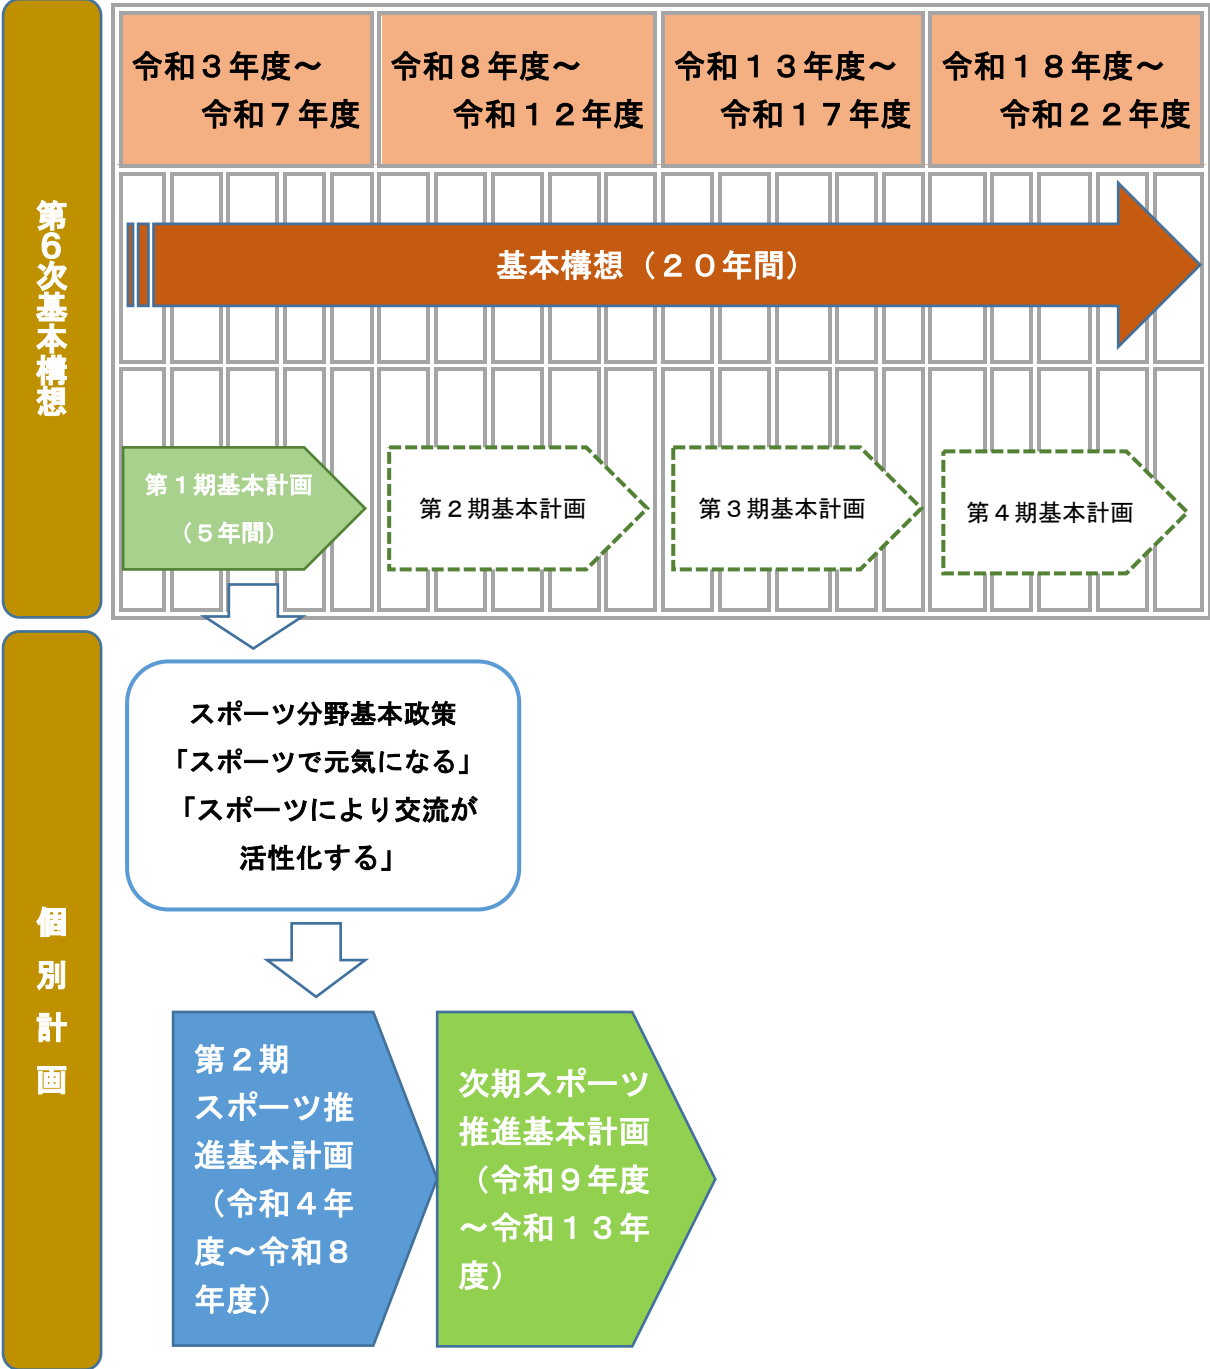 第６次基本構想
令和３年度～
令和７年度
令和８年度～
令和１２年度
令和１３年度～
令和１７年度
令和１８年度～
令和２２年度
基本構想（２０年間）
第１期基本計画
（５年間）
第２期基本計画
第３期基本計画
第４期基本計画
個別計画
スポーツ分野基本政策
「スポーツで元気になる」
「スポーツにより交流が
活性化する」
第２期
スポーツ推
進基本計画
（令和４年
度～令和８
年度）
次期スポーツ
推進基本計画
（令和９年度
～令和１３年
度）